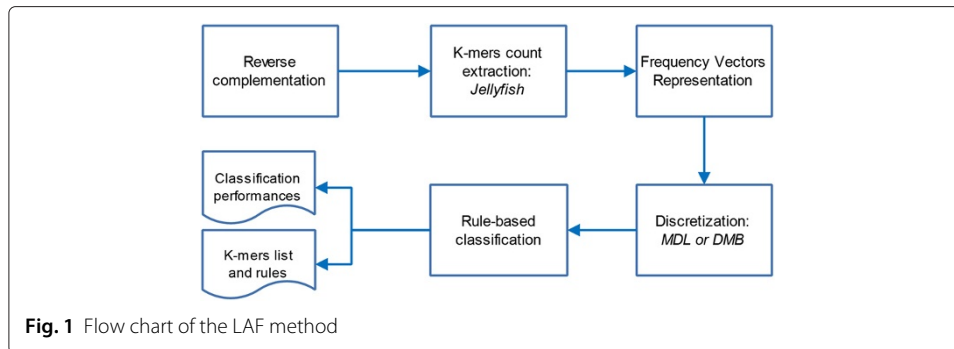 Reverse
complementation
K-mers count
extraction:
Jellyfish
Frequency Vectors
Representation
Discretization:
MDL or DMB
Rule-based
classification
Classification
performances
K-mers list
and rules
Fig. 1 Flow chart of the LAF method